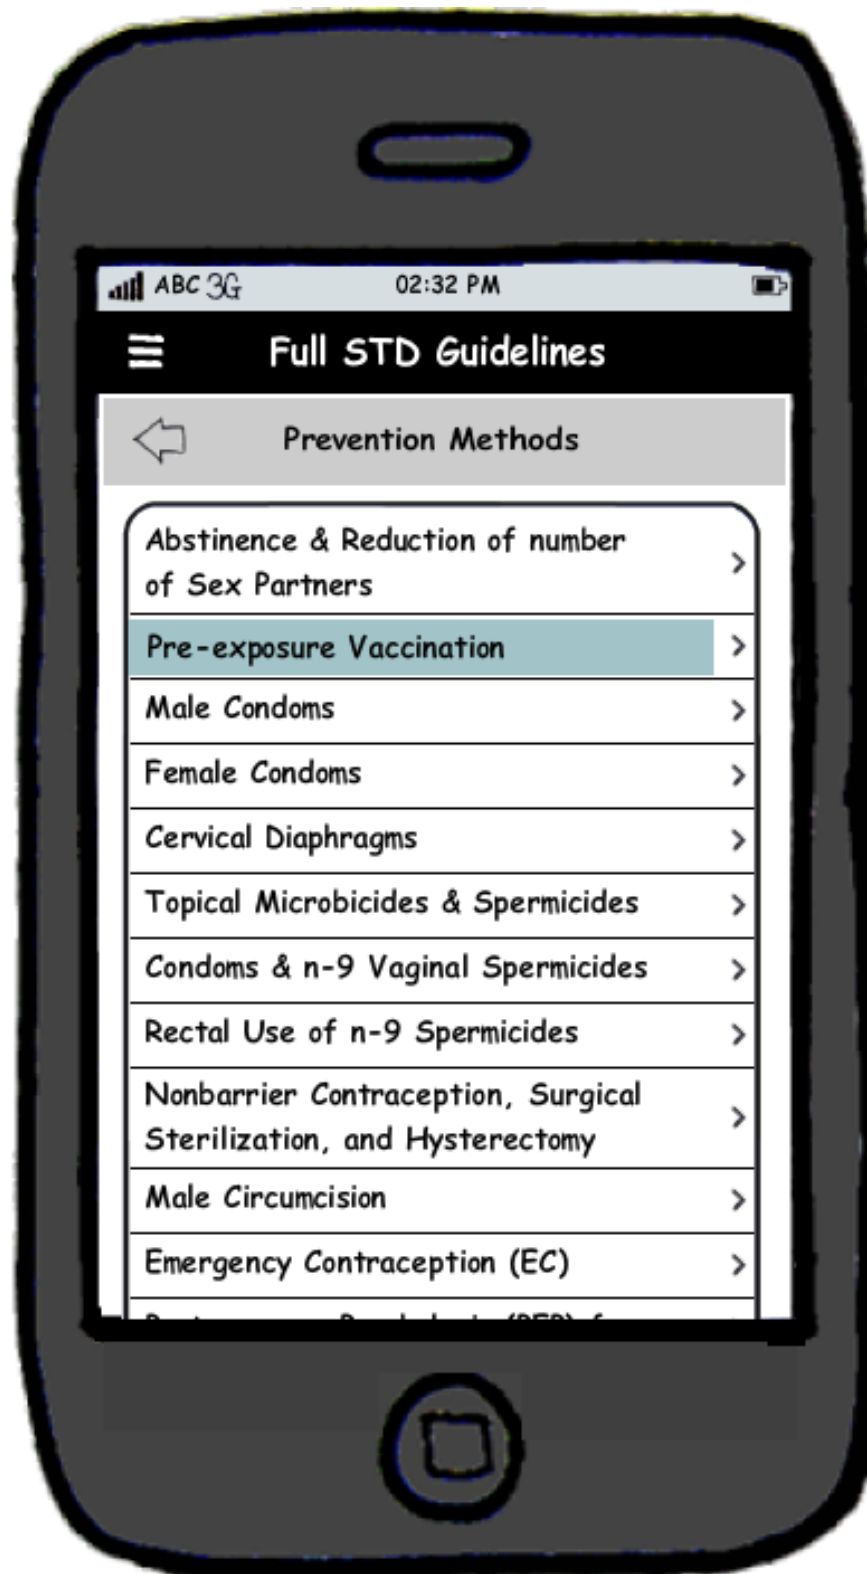 ABC 3G 02:32 PM
Full STD Guidelines
Prevention Methods
Abstinence & Reduction of number
of Sex Partners
Pre-exposure Vaccination
Male Condoms
Female Condoms
Cervical Diaphragms
Topical Microbicides & Spermicides
Condoms & n-9 Vaginal Spermicides
Rectal Use of n-9 Spermicides
Nonbarrier Contraception, Surgical
Sterilization, and Hysterectomy
Male Circumcision
Emergency Contraception (EC)